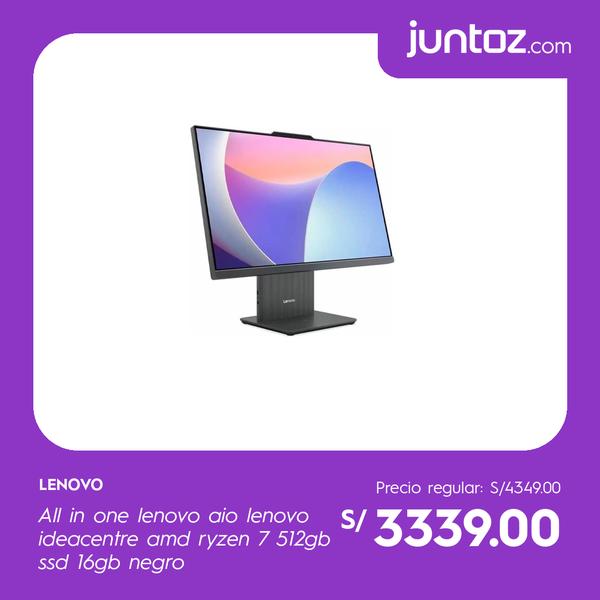 juntoz.com
Lenovo
LENOVO
All in one lenovo aio lenovo
ideacentre amd ryzen 7 512gb
ssd 16gb negro
Precio regular: S/4349.00
S/ 3339.00